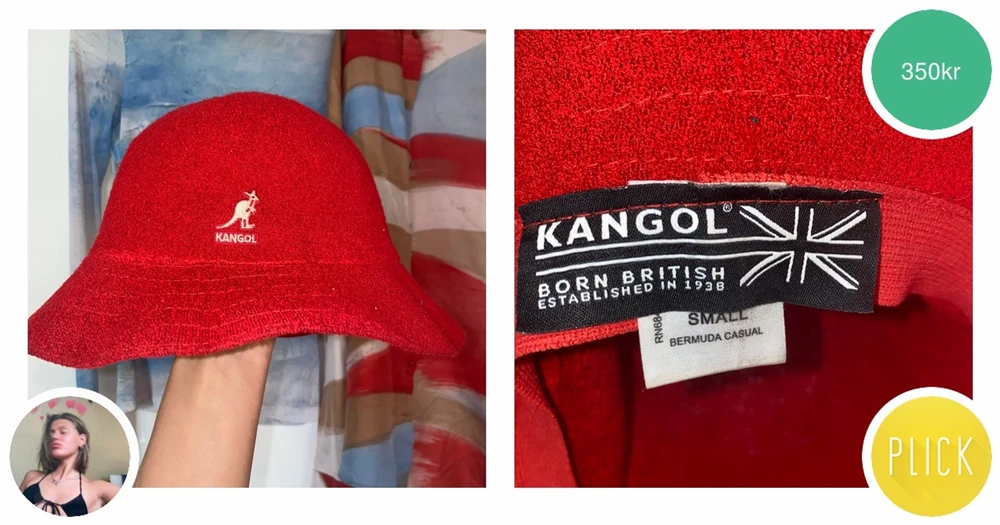 KANGOL
350kr
KANGOL®
BORN BRITISH
ESTABLISHED IN 1938
SMALL
BERMUDA CASUAL
PLICK